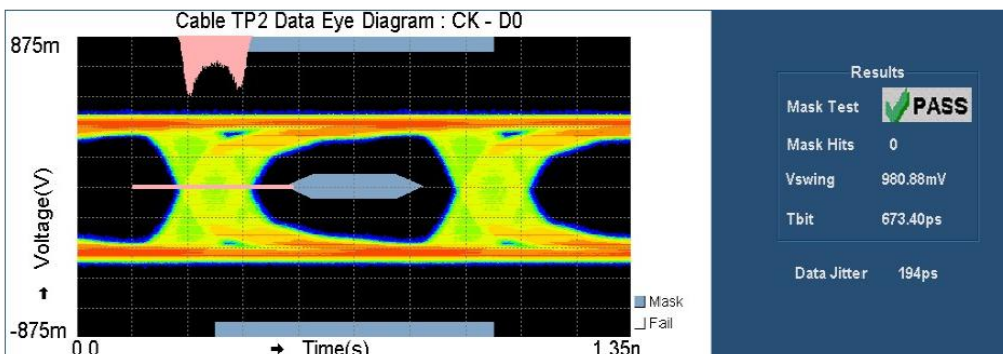 Cable TP2 Data Eye Diagram : CK - D0
875m
Voltage(V)
-875m
0.0
Time(s)
1.35n
Mask
Fail
Results
Mask Test
PASS
Mask Hits 0
Vswing 980.88mV
Tbit 673.40ps
Data Jitter 194ps